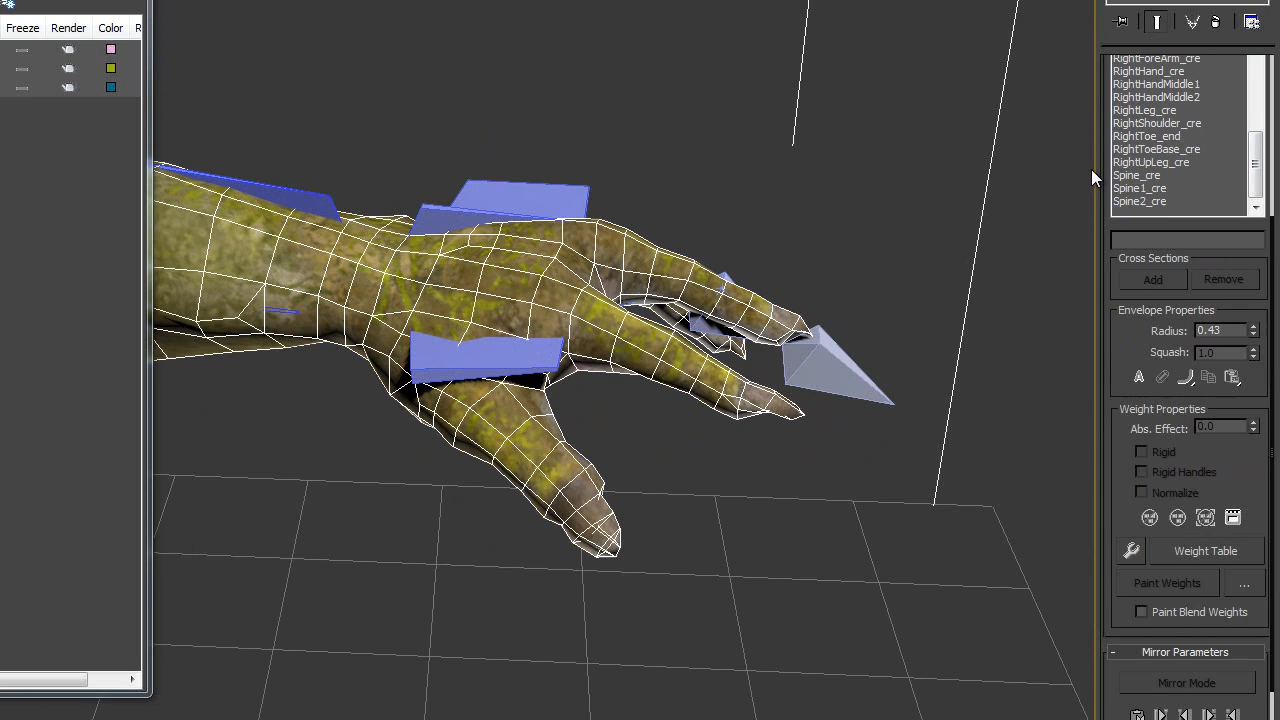 Freeze Render Color R
RightForeArm_cre
RightHand_cre
RightHandMiddle1
RightHandMiddle2
RightLeg_cre
RightShoulder_cre
RightToe_end
RightToeBase_cre
RightUpLeg_cre
Spine_cre
Spine1_cre
Spine2_cre
Cross Sections
Add Remove
Envelope Properties
Radius: 0.43
Squash: 1.0
A
Weight Properties
Abs. Effect: 0.0
Rigid
Rigid Handles
Normalize
Weight Table
Paint Weights ...
Paint Blend Weights
- Mirror Parameters
Mirror Mode